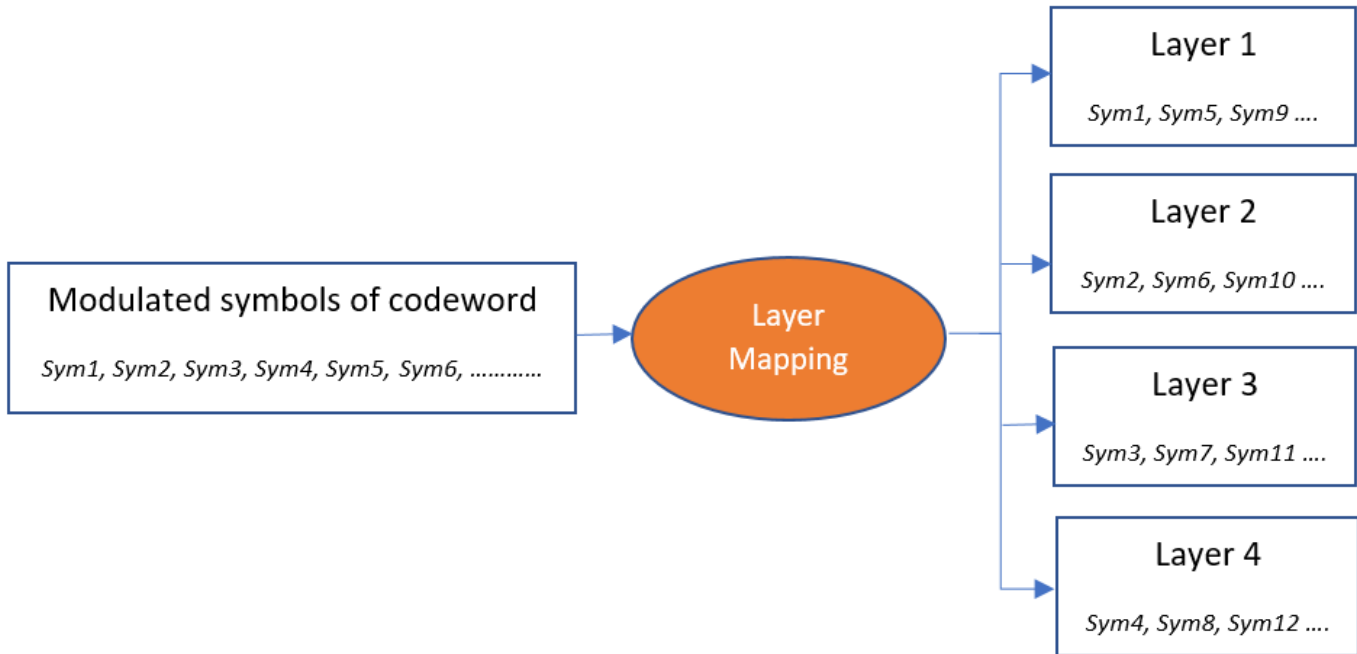 Modulated symbols of codeword
Sym1, Sym2, Sym3, Sym4, Sym5, Sym6, …………
Layer
Mapping
Layer 1
Sym1, Sym5, Sym9 ….
Layer 2
Sym2, Sym6, Sym10 ….
Layer 3
Sym3, Sym7, Sym11 ….
Layer 4
Sym4, Sym8, Sym12 ….